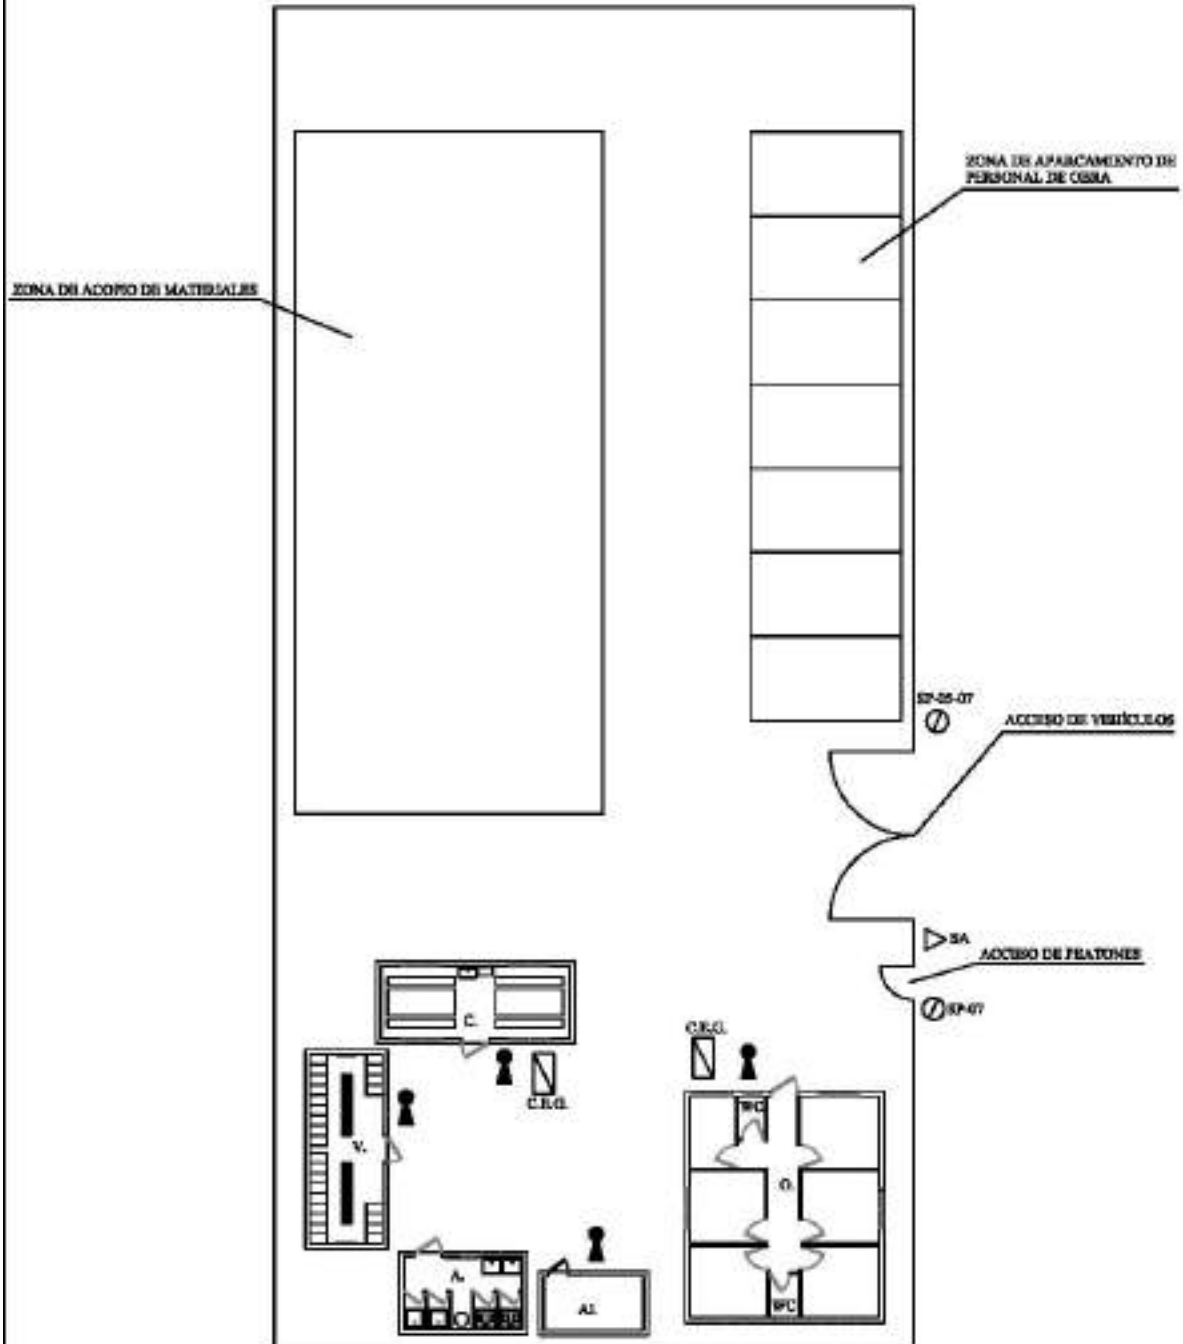 ZONA DE APARCAMIENTO DE
PERSONAL DE OBRA
ZONA DE ACOPIO DE MATERIALES
SP-05-07
ACCESO DE VEHÍCULOS
SA
ACCESO DE PEATONES
SP-07
C.
C.E.G.
C.E.G.
V.
WC
O.
A.
AL
WC